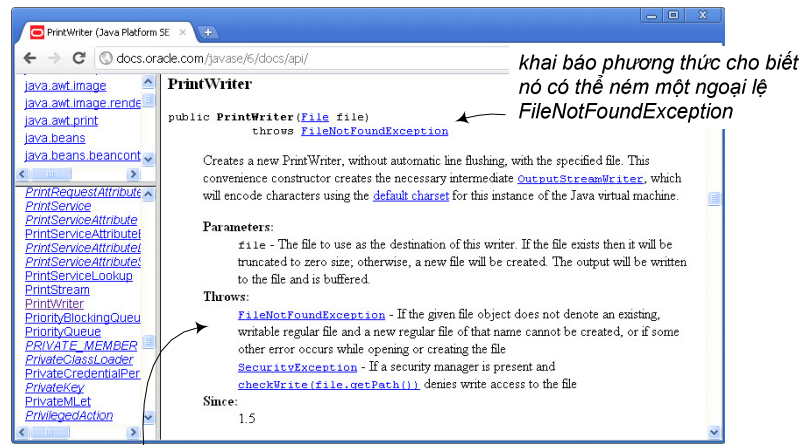 PrintWriter (Java Platform SE
docs.oracle.com/javase/6/docs/api/
khai báo phương thức cho biết
nó có thể ném một ngoại lệ
FileNotFoundException
java.awt.image
java.awt.image.rende
java.awt.print
java.beans
java.beans.beancont
PrintRequestAttribute
PrintService
PrintServiceAttribute
PrintServiceAttribute
PrintServiceAttribute
PrintServiceAttribute
PrintServiceLookup
PrintStream
PrintWriter
PriorityBlockingQueu
PriorityQueue
PRIVATE_MEMBER
PrivateClassLoader
PrivateCredentialPer
PrivateKey
PrivateMLet
PrivilegedAction
PrintWriter
public PrintWriter(File file)
throws FileNotFoundException
Creates a new PrintWriter, without automatic line flushing, with the specified file. This
convenience constructor creates the necessary intermediate OutputStreamWriter, which
will encode characters using the default charset for this instance of the Java virtual machine.
Parameters:
file - The file to use as the destination of this writer. If the file exists then it will be
truncated to zero size; otherwise, a new file will be created. The output will be written
to the file and is buffered.
Throws:
FileNotFoundException - If the given file object does not denote an existing,
writable regular file and a new regular file of that name cannot be created, or if some
other error occurs while opening or creating the file
SecurityException - If a security manager is present and
checkWrite(file.getPath()) denies write access to the file
Since:
1.5